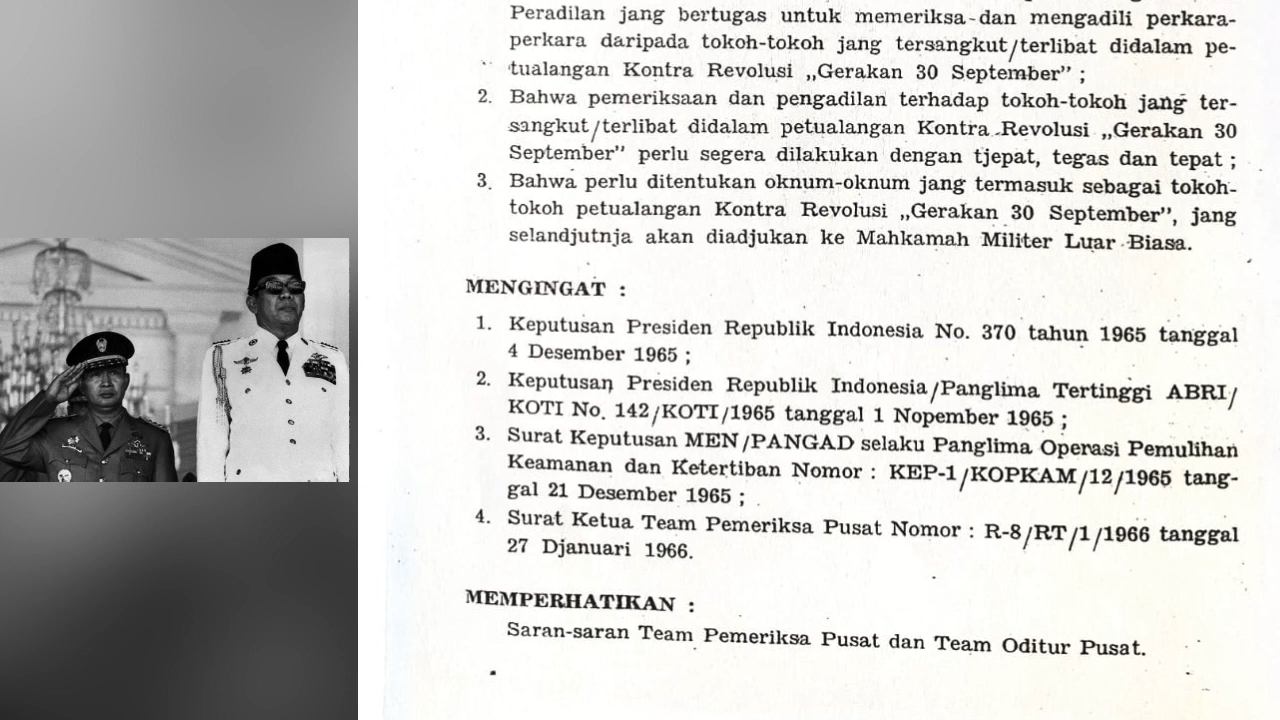 Peradilan jang bertugas untuk memeriksa dan mengadili perkara-
perkara daripada tokoh-tokoh jang tersangkut/terlibat didalam pe-
tualangan Kontra Revolusi „Gerakan 30 September” ;
2. Bahwa pemeriksaan dan pengadilan terhadap tokoh-tokoh jang ter-
sangkut/terlibat didalam petualangan Kontra Revolusi „Gerakan 30
September” perlu segera dilakukan dengan tjepat, tegas dan tepat ;
3. Bahwa perlu ditentukan oknum-oknum jang termasuk sebagai tokoh-
tokoh petualangan Kontra Revolusi „Gerakan 30 September”, jang
selandjutnja akan diadjukan ke Mahkamah Militer Luar Biasa.
MENGINGAT :
1. Keputusan Presiden Republik Indonesia No. 370 tahun 1965 tanggal
4 Desember 1965 ;
2. Keputusan Presiden Republik Indonesia/Panglima Tertinggi ABRI/
KOTI No. 142/KOTI/1965 tanggal 1 Nopember 1965 ;
3. Surat Keputusan MEN/PANGAD selaku Panglima Operasi Pemulihan
Keamanan dan Ketertiban Nomor : KEP-1/KOPKAM/12/1965 tang-
gal 21 Desember 1965 ;
4. Surat Ketua Team Pemeriksa Pusat Nomor : R-8/RT/1/1966 tanggal
27 Djanuari 1966.
MEMPERHATIKAN :
Saran-saran Team Pemeriksa Pusat dan Team Oditur Pusat.